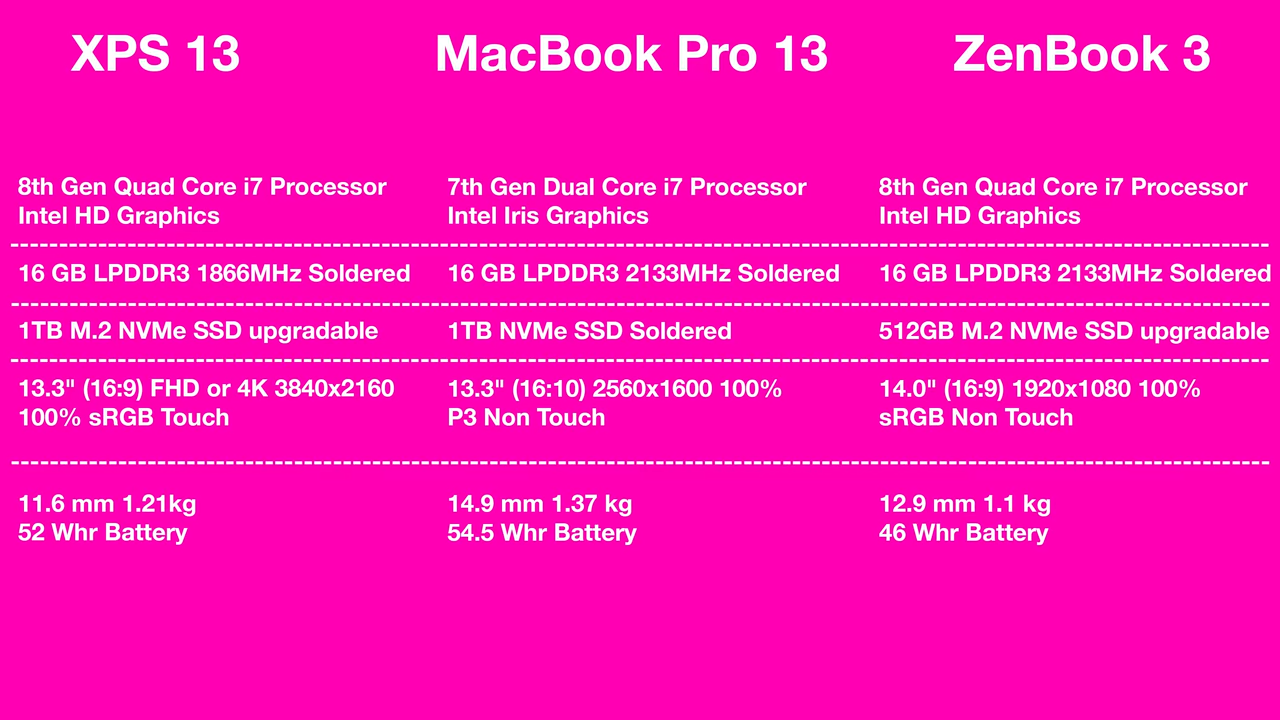 XPS 13 MacBook Pro 13 ZenBook 3
8th Gen Quad Core i7 Processor 7th Gen Dual Core i7 Processor 8th Gen Quad Core i7 Processor
Intel HD Graphics Intel Iris Graphics Intel HD Graphics
16 GB LPDDR3 1866MHz Soldered 16 GB LPDDR3 2133MHz Soldered 16 GB LPDDR3 2133MHz Soldered
1TB M.2 NVMe SSD upgradable 1TB NVMe SSD Soldered 512GB M.2 NVMe SSD upgradable
13.3" (16:9) FHD or 4K 3840x2160 13.3" (16:10) 2560x1600 100% 14.0" (16:9) 1920x1080 100%
100% sRGB Touch P3 Non Touch sRGB Non Touch
11.6 mm 1.21kg 14.9 mm 1.37 kg 12.9 mm 1.1 kg
52 Whr Battery 54.5 Whr Battery 46 Whr Battery